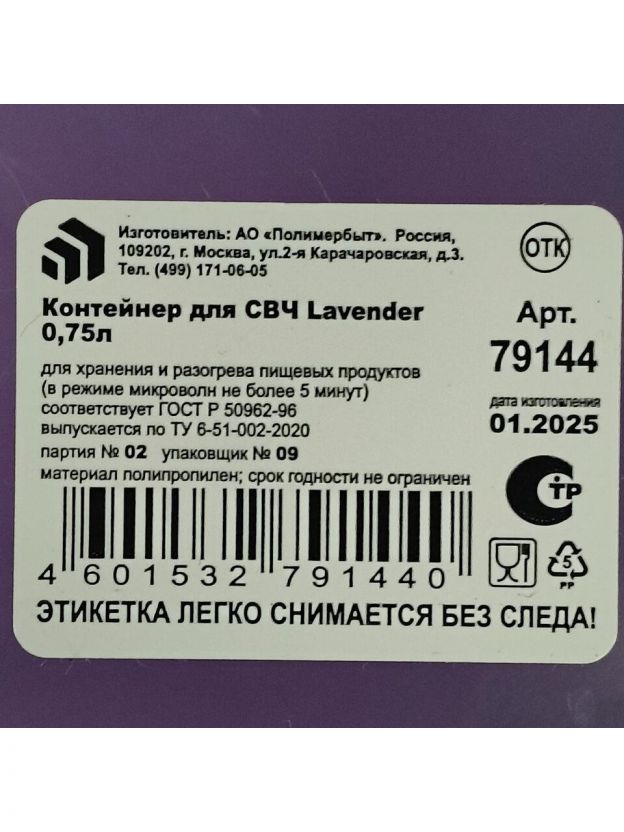 Изготовитель: АО «Полимербыт». Россия,
109202, г. Москва, ул.2-я Карачаровская, д.3.
Тел. (499) 171-06-05
ОТК
Контейнер для СВЧ Lavender
0,75л
Арт.
79144
для хранения и разогрева пищевых продуктов
(в режиме микроволн не более 5 минут)
соответствует ГОСТ Р 50962-96
выпускается по ТУ 6-51-002-2020
дата изготовления
01.2025
партия № 02 упаковщик № 09
материал полипропилен; срок годности не ограничен
СТР
4 601532 791440
5
PP
ЭТИКЕТКА ЛЕГКО СНИМАЕТСЯ БЕЗ СЛЕДА!